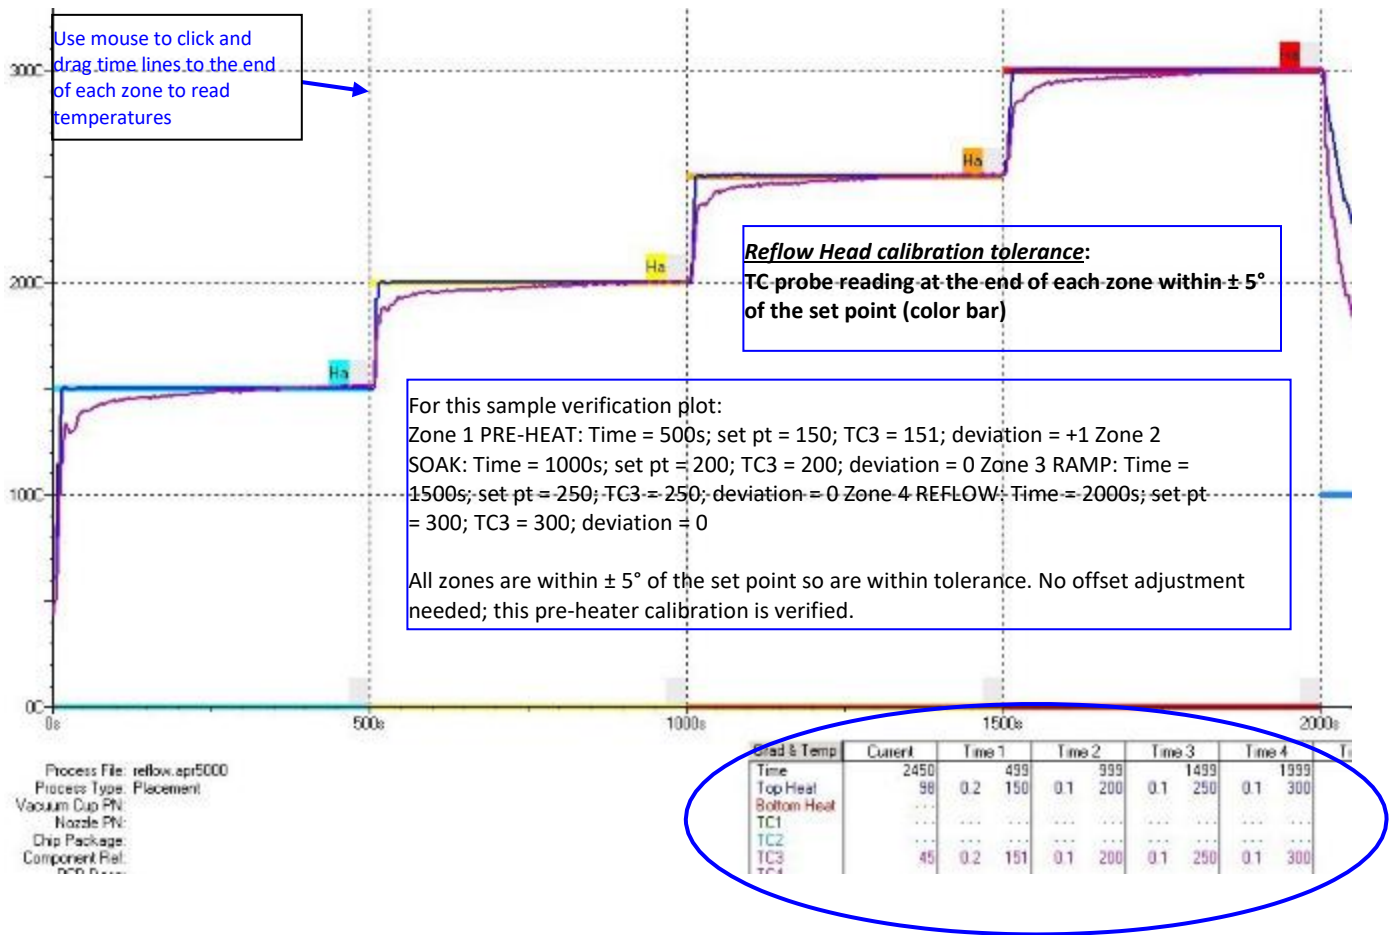 Use mouse to click and
drag time lines to the end
of each zone to read
temperatures
300C
Ha
Ha
Reflow Head calibration tolerance:
TC probe reading at the end of each zone within ± 5°
of the set point (color bar)
200C
Ha
Ha
For this sample verification plot:
Zone 1 PRE-HEAT: Time = 500s; set pt = 150; TC3 = 151; deviation = +1 Zone 2
SOAK: Time = 1000s; set pt = 200; TC3 = 200; deviation = 0 Zone 3 RAMP: Time =
1500s; set pt = 250; TC3 = 250; deviation = 0 Zone 4 REFLOW: Time = 2000s; set pt
= 300; TC3 = 300; deviation = 0
100C
All zones are within ± 5° of the set point so are within tolerance. No offset adjustment
needed; this pre-heater calibration is verified.
0C
0s 500s 1000s 1500s 2000s
Grad & Temp Current Time 1 Time 2 Time 3 Time 4
Time 2450 499 999 1499 1999
Top Heat 98 0.2 150 0.1 200 0.1 250 0.1 300
Bottom Heat ...
TC1 ... ... ... ... ... ... ... ... ...
TC2 ... ... ... ... ... ... ... ... ...
TC3 45 0.2 151 0.1 200 0.1 250 0.1 300
Process File: reflow.apr5000
Process Type: Placement
Vacuum Cup PN:
Nozzle PN:
Chip Package:
Component Ref: